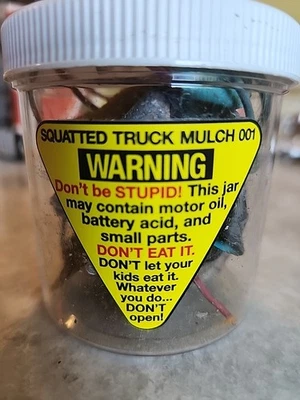 SQUATTED TRUCK MULCH 001
WARNING
Don't be STUPID! This jar
may contain motor oil,
battery acid, and
small parts.
DON'T EAT IT.
DON'T let your
kids eat it.
Whatever
you do...
DON'T
open!